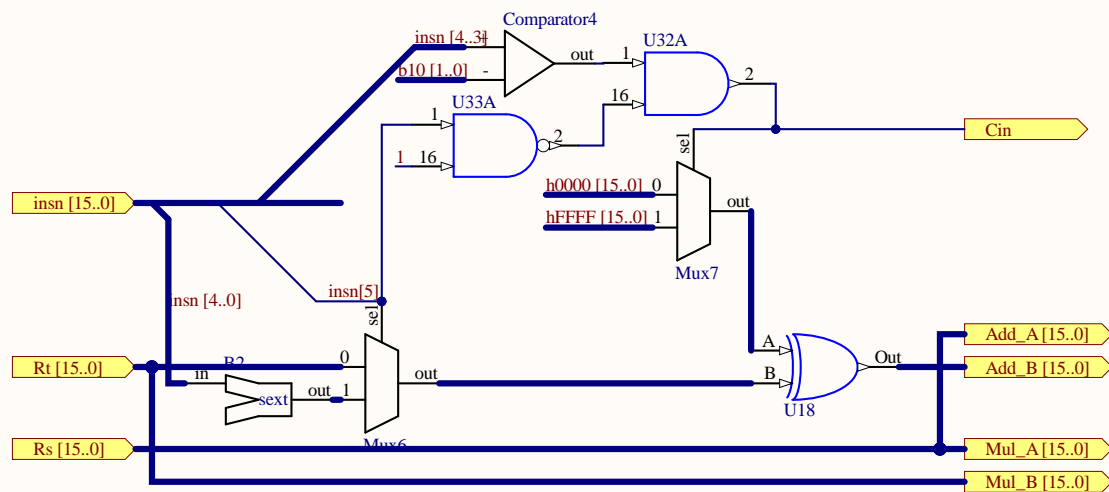 Comparator4
insn [4..3]
+
out
1
U32A
2
b10 [1..0]
-
16
U33A
1
2
1
16
sel
Cin
h0000 [15..0] 0
out
hFFFF [15..0] 1
Mux7
insn [15..0]
insn [4..0]
insn[5]
sel
Add_A [15..0]
A
Out
Add_B [15..0]
B
U18
Rt [15..0]
0
B2
in
out
sext
out
1
Mux6
Rs [15..0]
Mul_A [15..0]
Mul_B [15..0]